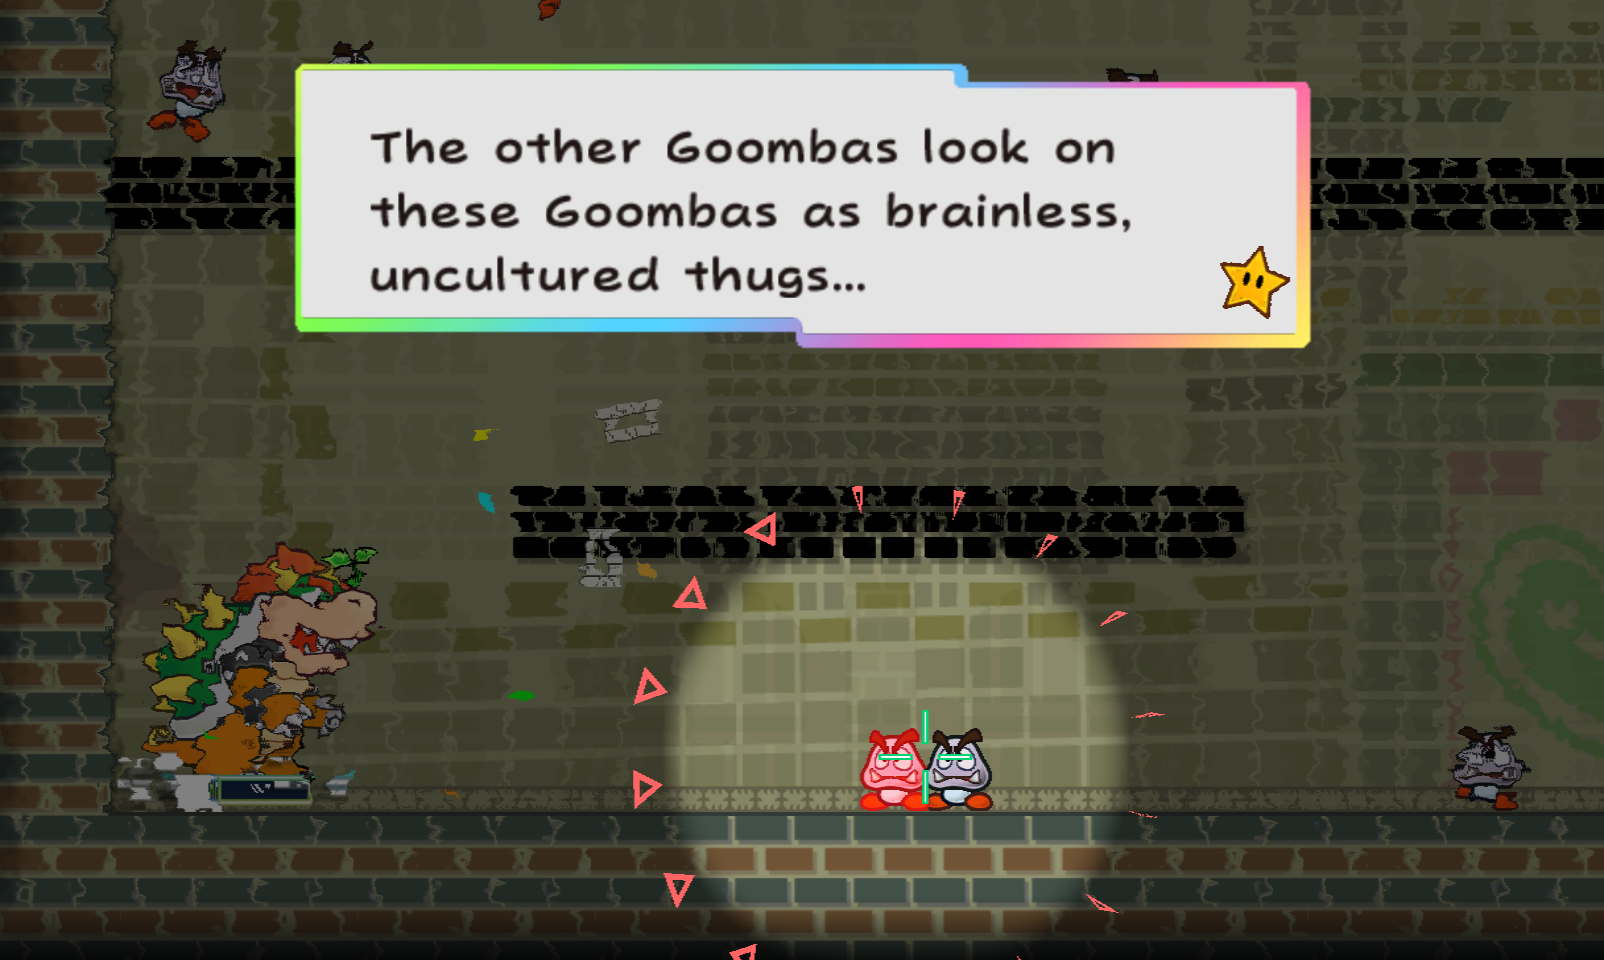 The other Goombas look on
these Goombas as brainless,
uncultured thugs...